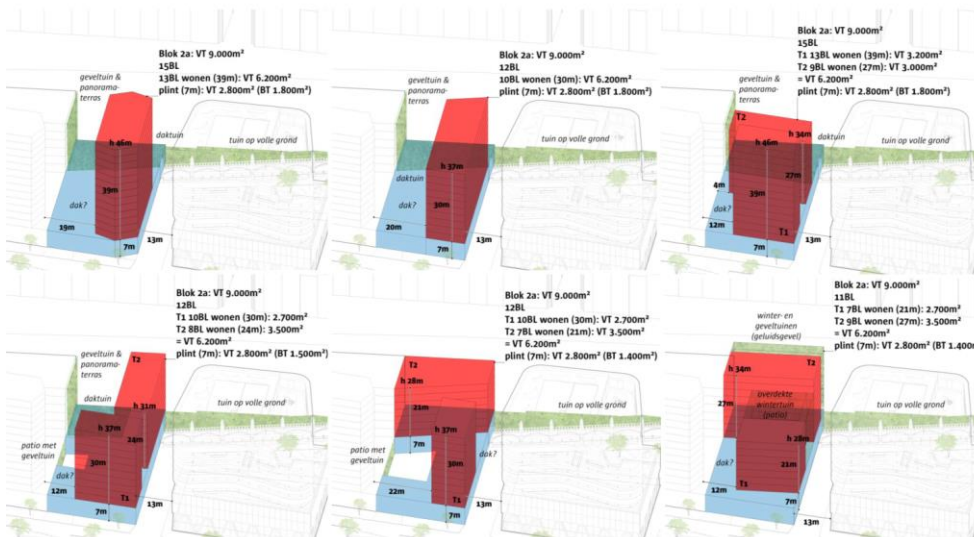 Blok 2a: VT 9.000m²
15BL
13BL wonen (39m): VT 6.200m²
plint (7m): VT 2.800m² (BT 1.800m²)
geveltuin &
panorama-
terras
daktuin
tuin op volle grond
h 46m
39m
dak?
19m
7m
13m
Blok 2a: VT 9.000m²
12BL
10BL wonen (30m): VT 6.200m²
plint (7m): VT 2.800m² (BT 1.800m²)
geveltuin &
panorama-
terras
tuin op volle grond
h 37m
daktuin
30m
dak?
20m
7m
13m
Blok 2a: VT 9.000m²
15BL
T1 13BL wonen (39m): VT 3.200m²
T2 9BL wonen (27m): VT 3.000m²
= VT 6.200m²
plint (7m): VT 2.800m² (BT 1.800m²)
geveltuin &
panorama-
terras
T2
h 34m
daktuin
tuin op volle grond
h 46m
27m
4m
39m
dak?
12m
T1
7m
13m
Blok 2a: VT 9.000m²
12BL
T1 10BL wonen (30m): 2.700m²
T2 8BL wonen (24m): 3.500m²
= VT 6.200m²
plint (7m): VT 2.800m² (BT 1.500m²)
geveltuin &
panorama-
terras
T2
daktuin
h 31m
tuin op volle grond
h 37m
24m
patio met
geveltuin
30m
dak?
12m
T1
7m
13m
Blok 2a: VT 9.000m²
12BL
T1 10BL wonen (30m): VT 2.700m²
T2 7BL wonen (21m): VT 3.500m²
= VT 6.200m²
plint (7m): VT 2.800m² (BT 1.400m²)
T2
h 28m
21m
tuin op volle grond
h 37m
7m
dak?
30m
22m
T1
7m
13m
Blok 2a: VT 9.000m²
11BL
T1 7BL wonen (21m): 2.700m²
T2 9BL wonen (27m): 3.500m²
= VT 6.200m²
plint (7m): VT 2.800m² (BT 1.400m
winter- en
geveltuinen
(geluidsgevel)
T2
h 34m
27m
overdekte
wintertuin
(patio)
tuin op volle grond
h 28m
dak?
21m
12m
T1
7m
13m